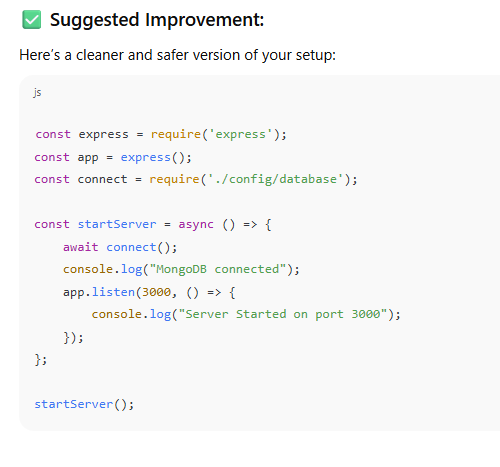 ✅ Suggested Improvement:
Here's a cleaner and safer version of your setup:
js
const express = require('express');
const app = express();
const connect = require('./config/database');

const startServer = async () => {
    await connect();
    console.log("MongoDB connected");
    app.listen(3000, () => {
        console.log("Server Started on port 3000");
    });
};

startServer();